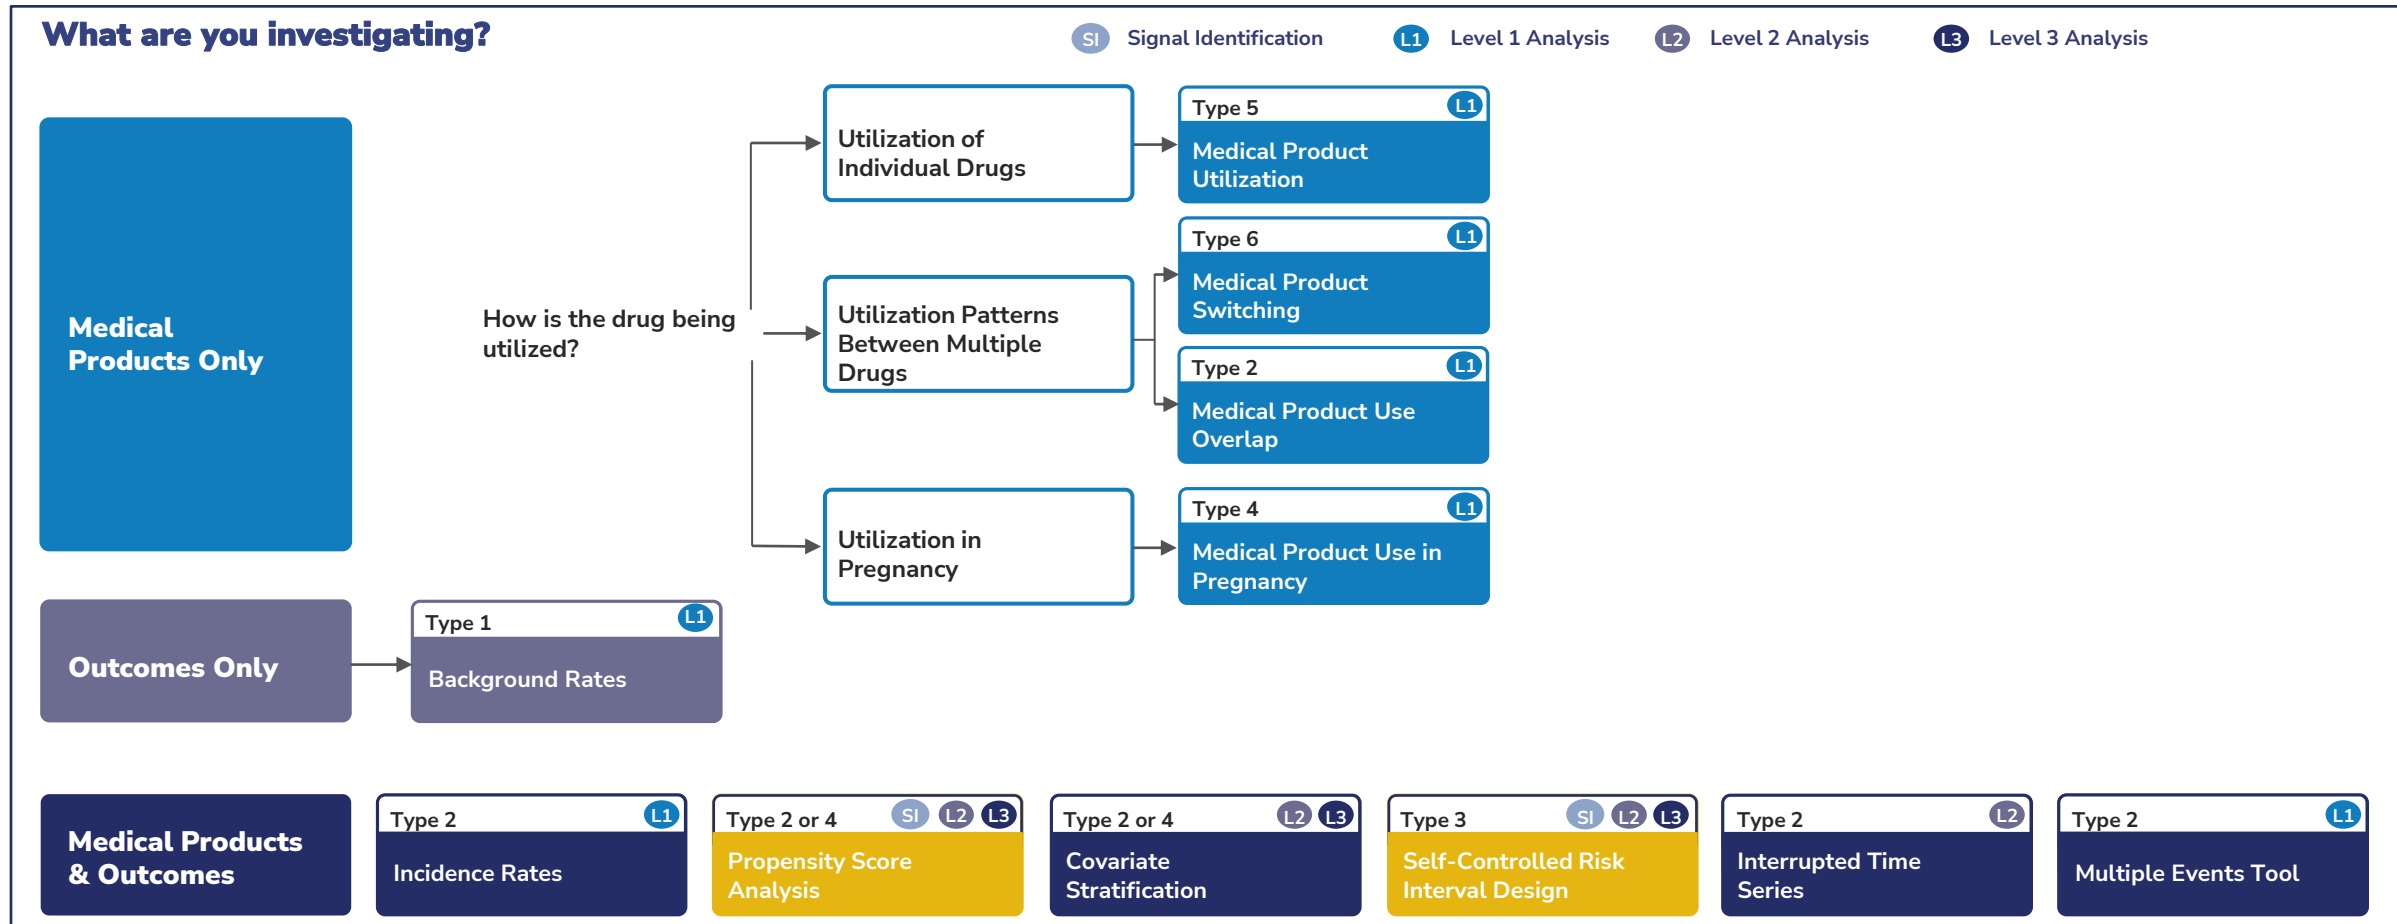 What are you investigating?
SI Signal Identification
L1 Level 1 Analysis
L2 Level 2 Analysis
L3 Level 3 Analysis
Medical
Products Only
How is the drug being
utilized?
Utilization of
Individual Drugs
Type 5 L1
Medical Product
Utilization
Utilization Patterns
Between Multiple
Drugs
Type 6 L1
Medical Product
Switching
Type 2 L1
Medical Product Use
Overlap
Utilization in
Pregnancy
Type 4 L1
Medical Product Use in
Pregnancy
Outcomes Only
Type 1 L1
Background Rates
Medical Products
& Outcomes
Type 2 L1
Incidence Rates
Type 2 or 4 SI L2 L3
Propensity Score
Analysis
Type 2 or 4 L2 L3
Covariate
Stratification
Type 3 SI L2 L3
Self-Controlled Risk
Interval Design
Type 2 L2
Interrupted Time
Series
Type 2 L1
Multiple Events Tool